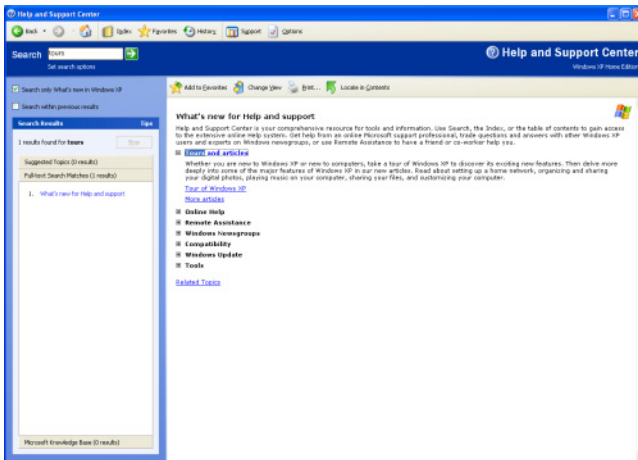 Help and Support Center
Back
Index
Favorites
History
Support
Options
Search
tours
Set search options
Help and Support Center
Windows XP Home Edition
Search only What's new in Windows XP
Search within previous results
Add to Favorites
Change View
Print...
Locate in Contents
Search Results
Tips
1 results found for tours
Stop
Suggested Topics (0 results)
Full-text Search Matches (1 results)
1. What's new for Help and support
Microsoft Knowledge Base (0 results)
What's new for Help and support
Help and Support Center is your comprehensive resource for tools and information. Use Search, the Index, or the table of contents to gain access
to the extensive online Help system. Get help from an online Microsoft support professional, trade questions and answers with other Windows XP
users and experts on Windows newsgroups, or use Remote Assistance to have a friend or co-worker help you.
Tours and articles
Whether you are new to Windows XP or new to computers, take a tour of Windows XP to discover its exciting new features. Then delve more
deeply into some of the major features of Windows XP in our new articles. Read about setting up a home network, organizing and sharing
your digital photos, playing music on your computer, sharing your files, and customizing your computer.
Tour of Windows XP
More articles
Online Help
Remote Assistance
Windows Newsgroups
Compatibility
Windows Update
Tools
Related Topics